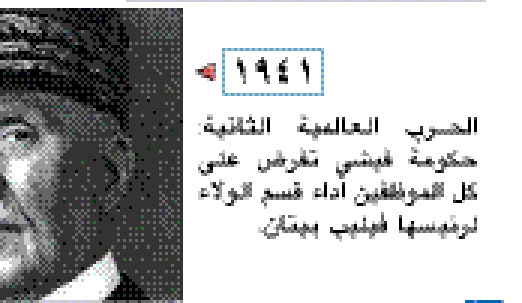 ١٩٤١
الحرب العالمية الثانية:
حكومة فيشي تفرض على
كل الموظفين اداء قسم الولاء
لرئيسها فيليب بيتان.